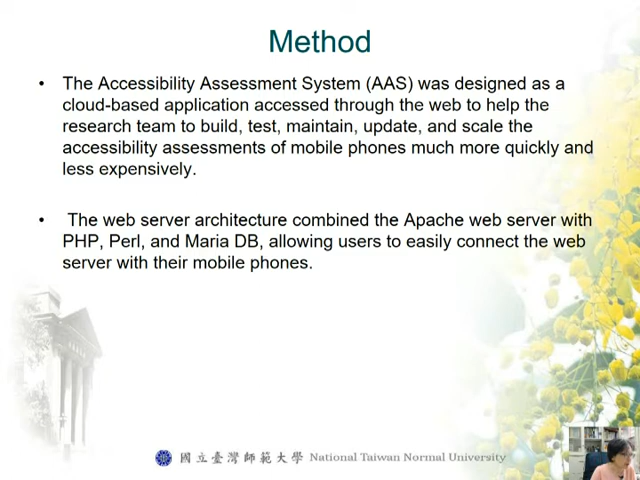 Method
• The Accessibility Assessment System (AAS) was designed as a
cloud-based application accessed through the web to help the
research team to build, test, maintain, update, and scale the
accessibility assessments of mobile phones much more quickly and
less expensively.
• The web server architecture combined the Apache web server with
PHP, Perl, and Maria DB, allowing users to easily connect the web
server with their mobile phones.
國立臺灣師範大學 National Taiwan Normal University